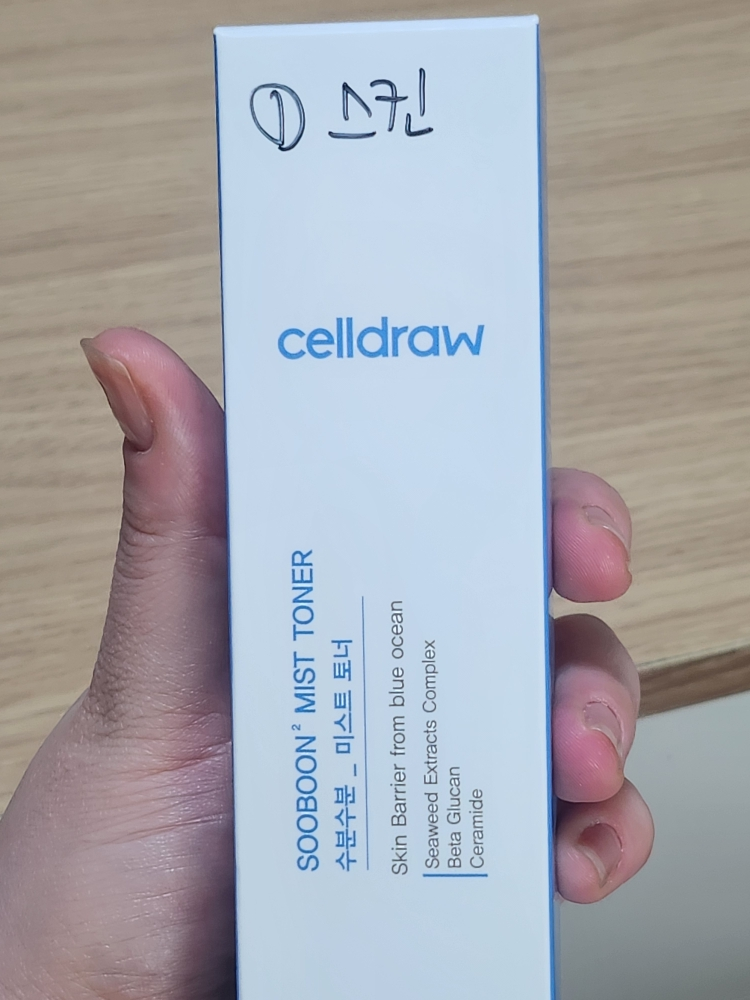 ① 스킨
celldraw
SOOBOON² MIST TONER
수분수분 _ 미스트 토너
Skin Barrier from blue ocean
Seaweed Extracts Complex
Beta Glucan
Ceramide